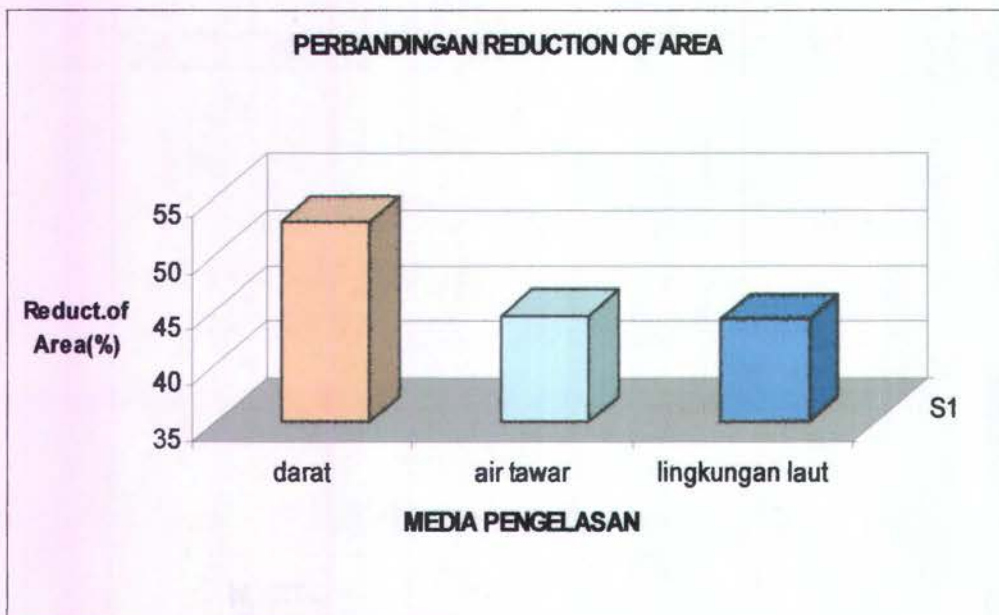 PERBANDINGAN REDUCTION OF AREA
55
50
45
40
35
Reduct.of
Area(%)
S1
darat air tawar lingkungan laut
MEDIA PENGELASAN